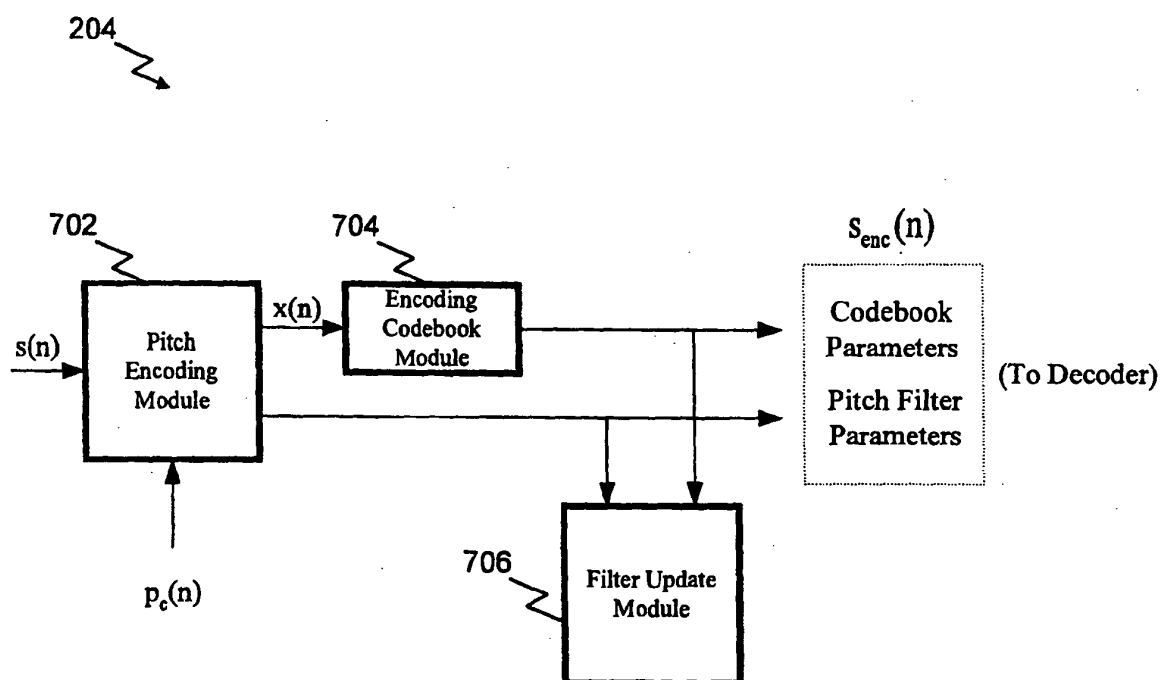 204
702
704
s_enc(n)
s(n)
Pitch
Encoding
Module
x(n)
Encoding
Codebook
Module
Codebook
Parameters
Pitch Filter
Parameters
(To Decoder)
p_c(n)
706
Filter Update
Module